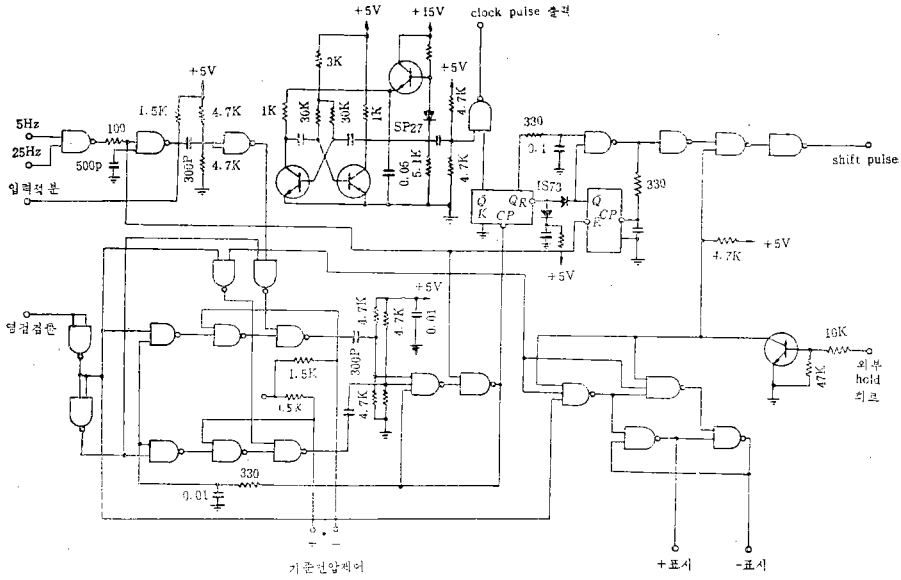 clock pulse 출력
+5V
+15V
3K
+5V
1.5K
4.7K
1K
30K
30K
1K
4.7K
5Hz
100
SP27
330
25Hz
500p
300P
4.7K
0.06
5.1K
4.7K
0.1
shift pulse
입력적분
Q
Q
K
CP
R
1S73
Q
CP
K
330
+5V
4.7K
+5V
+5V
영검검출
4.7K
4.7K
0.01
300P
1.5K
1.5K
4.7K
10K
47K
외부
hold
회로
330
0.01
+
-
기준전압제어
+표시
-표시